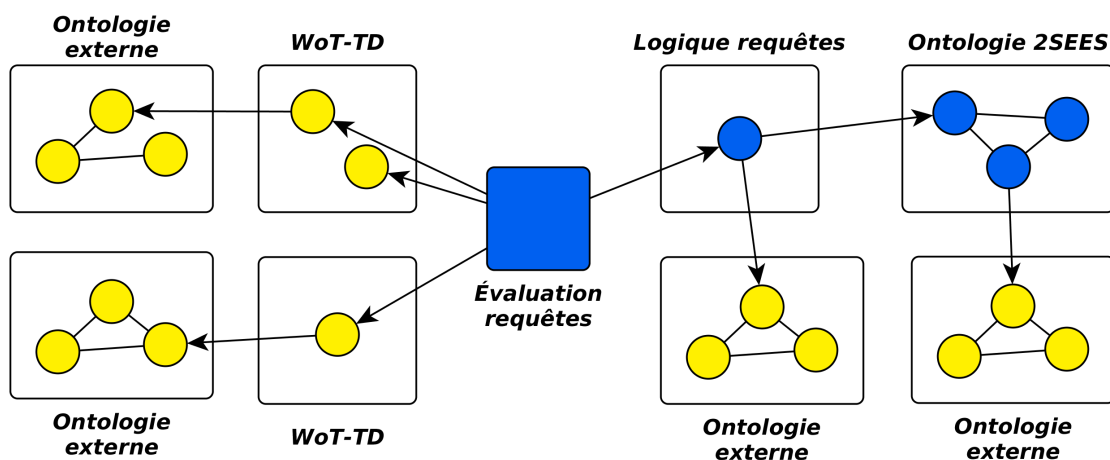 Ontologie
externe
WoT-TD
Logique requêtes
Ontologie 2SEES
Évaluation
requêtes
Ontologie
externe
WoT-TD
Ontologie
externe
Ontologie
externe